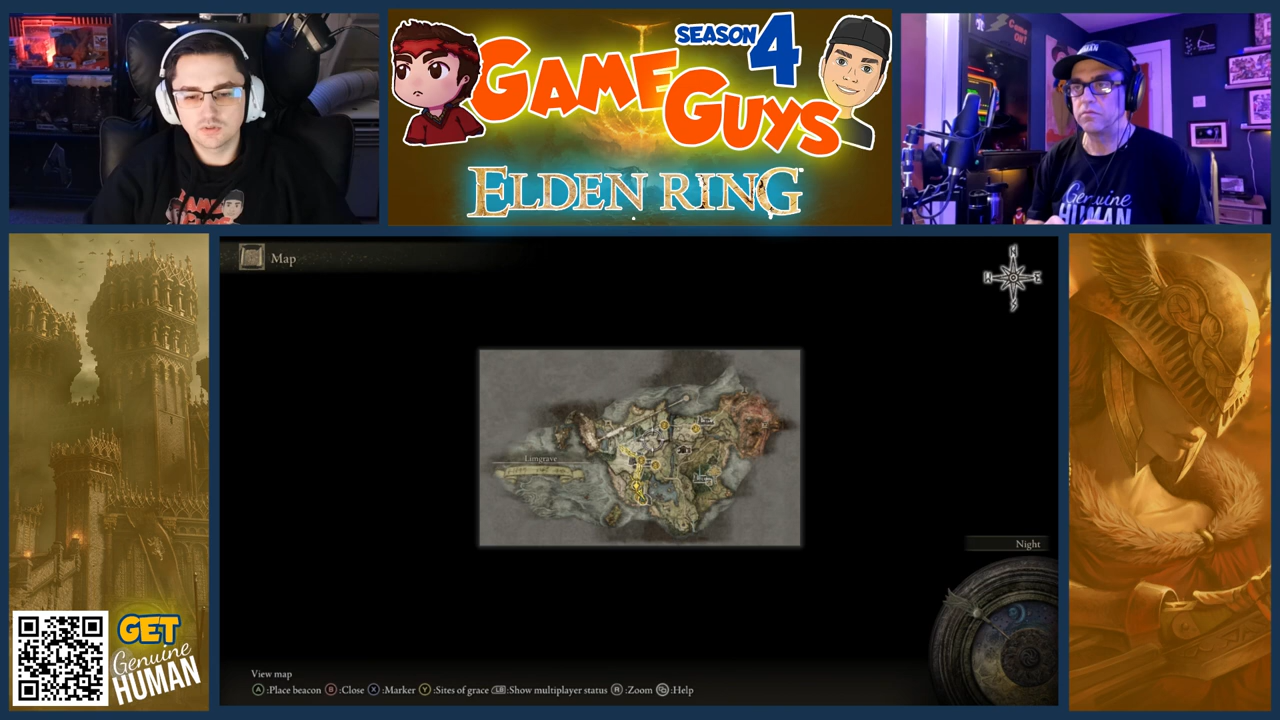 SEASON 4
GAME
GUYS
ELDEN RING
HUMAN
Genuine
HUMAN
Map
N
W E
S
Limgrave
Night
GET
Genuine
HUMAN
View map
A :Place beacon B :Close X :Marker Y :Sites of grace LB :Show multiplayer status R :Zoom :Help